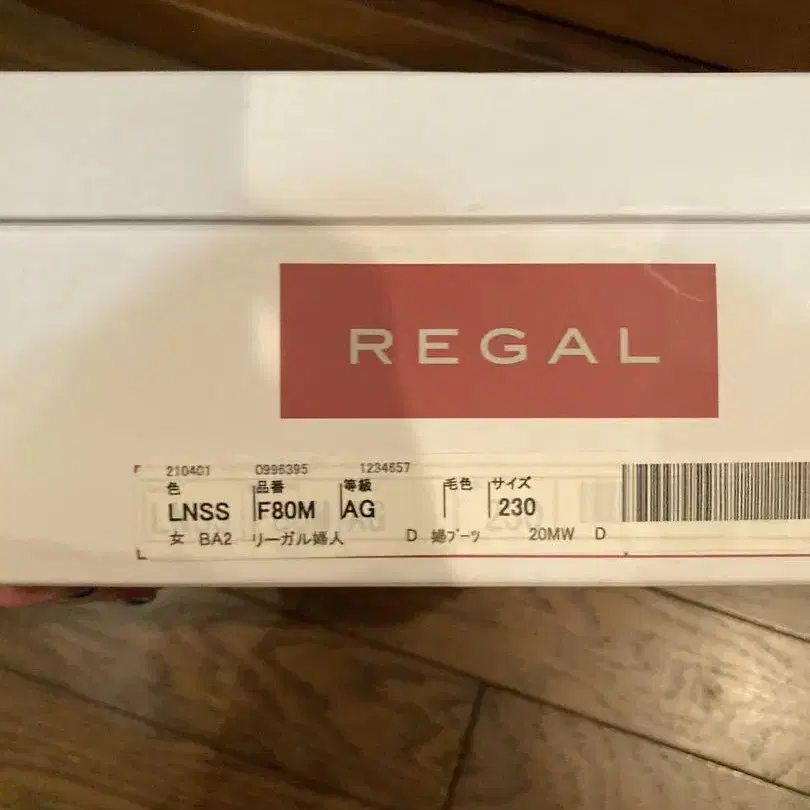 REGAL
210401 0996395 1234657
色 品番 等級 毛色 サイズ
LNSS F80M AG 230
女 BA2 リーガル婦人 D 婦ブーツ 20MW D